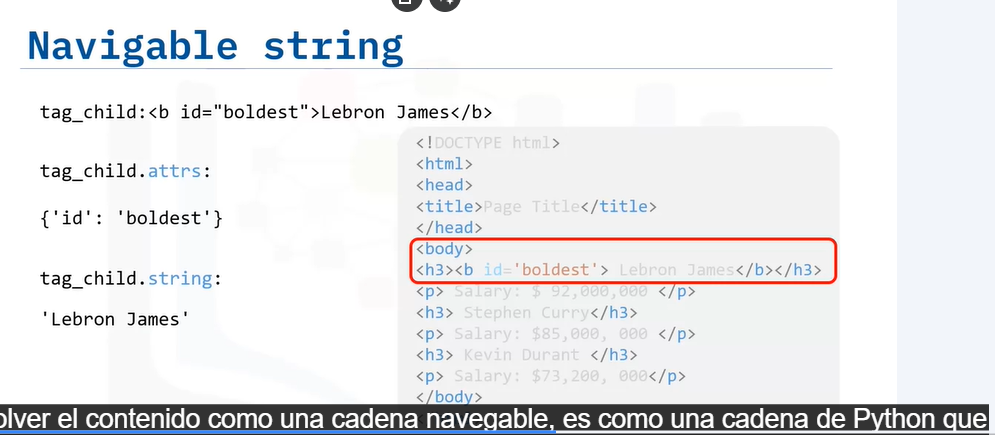 Navigable string
tag_child:<b id="boldest">Lebron James</b>
tag_child.attrs:
{'id': 'boldest'}
tag_child.string:
'Lebron James'
<!DOCTYPE html>
<html>
<head>
<title>Page Title</title>
</head>
<body>
<h3><b id='boldest'> Lebron James</b></h3>
<p> Salary: $ 92,000,000 </p>
<h3> Stephen Curry</h3>
<p> Salary: $85,000, 000 </p>
<h3> Kevin Durant </h3>
<p> Salary: $73,200, 000</p>
</body>
el contenido como una cadena navegable, es como una cadena de Python que